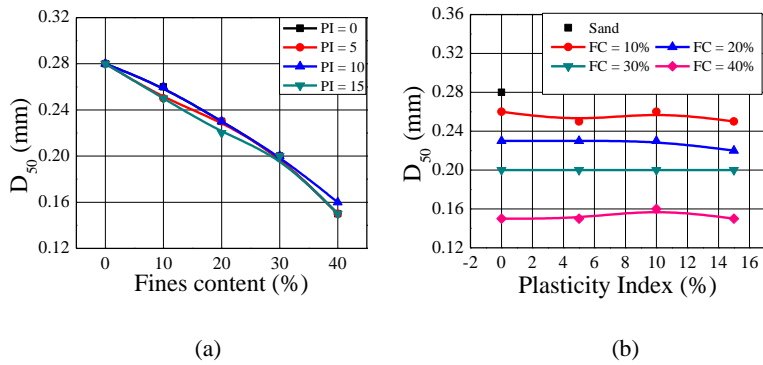 0.28
0.24
0.20
0.16
0.12
D50 (mm)
0 10 20 30 40
Fines content (%)
PI = 0
PI = 5
PI = 10
PI = 15
(a)
0.36
0.32
0.28
0.24
0.20
0.16
0.12
D50 (mm)
-2 0 2 4 6 8 10 12 14 16
Plasticity Index (%)
Sand
FC = 10% FC = 20%
FC = 30% FC = 40%
(b)